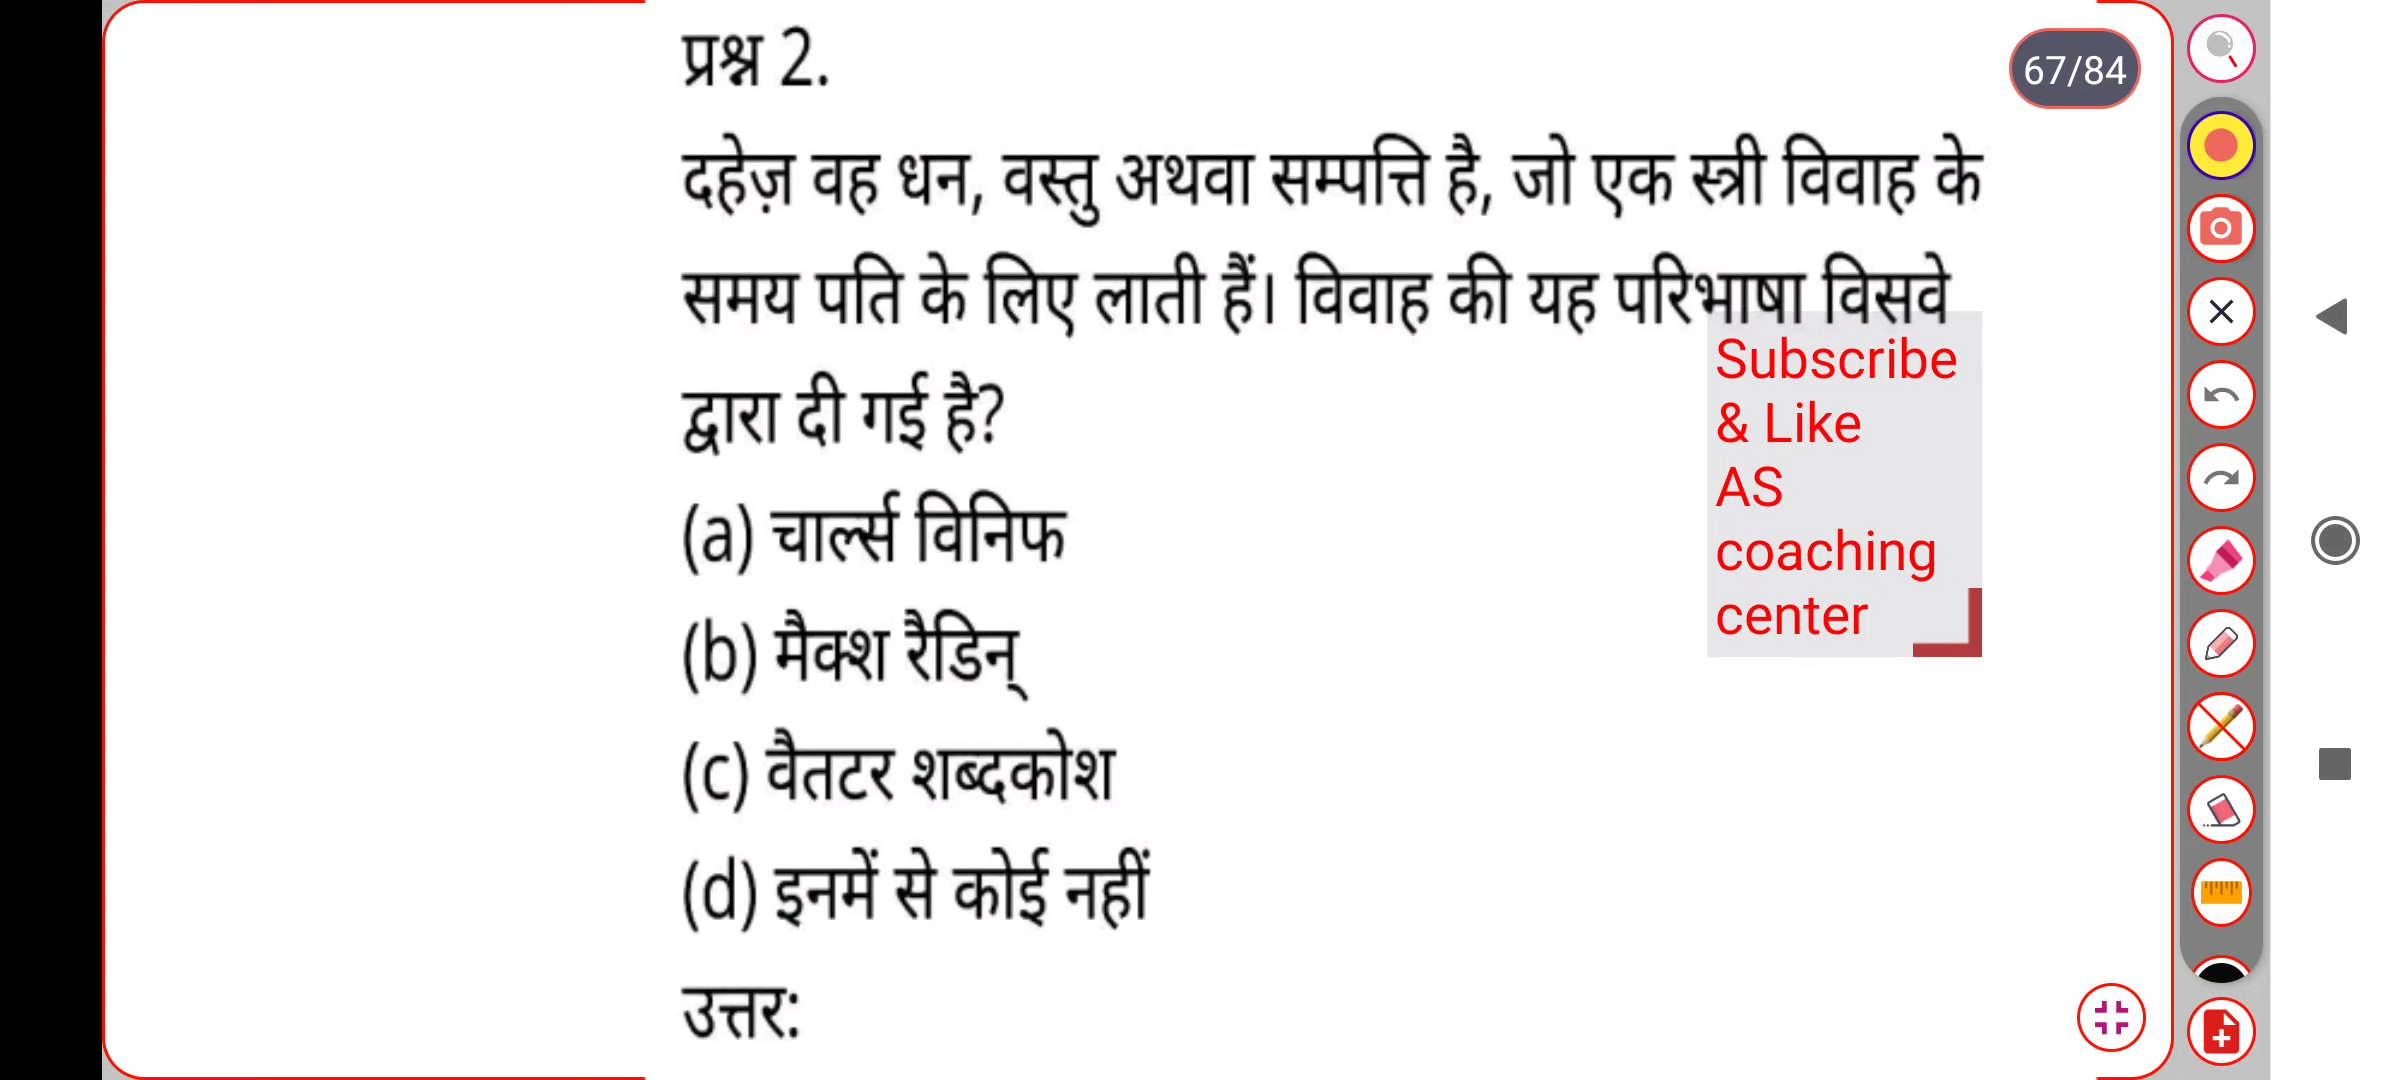 प्रश्न 2.
67/84
दहेज़ वह धन, वस्तु अथवा सम्पत्ति है, जो एक स्त्री विवाह के
समय पति के लिए लाती हैं। विवाह की यह परिभाषा विसवे
द्वारा दी गई है?
(a) चार्ल्स विनिफ
(b) मैक्श रैडिन्
(c) वैतटर शब्दकोश
(d) इनमें से कोई नहीं
उत्तर:
Subscribe
& Like
AS
coaching
center